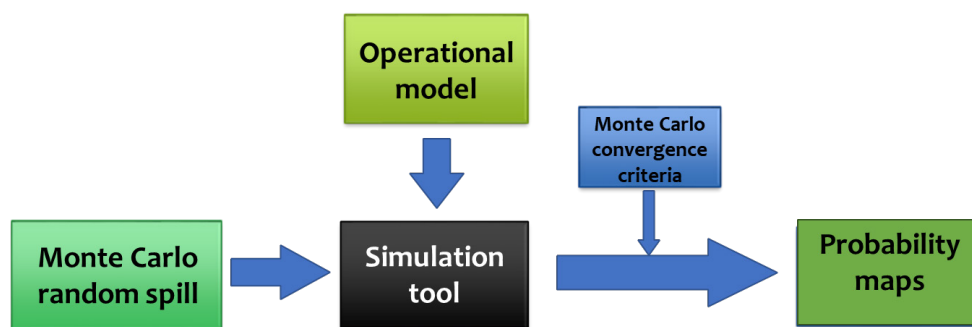 Operational
model
Monte Carlo
convergence
criteria
Monte Carlo
random spill
Simulation
tool
Probability
maps